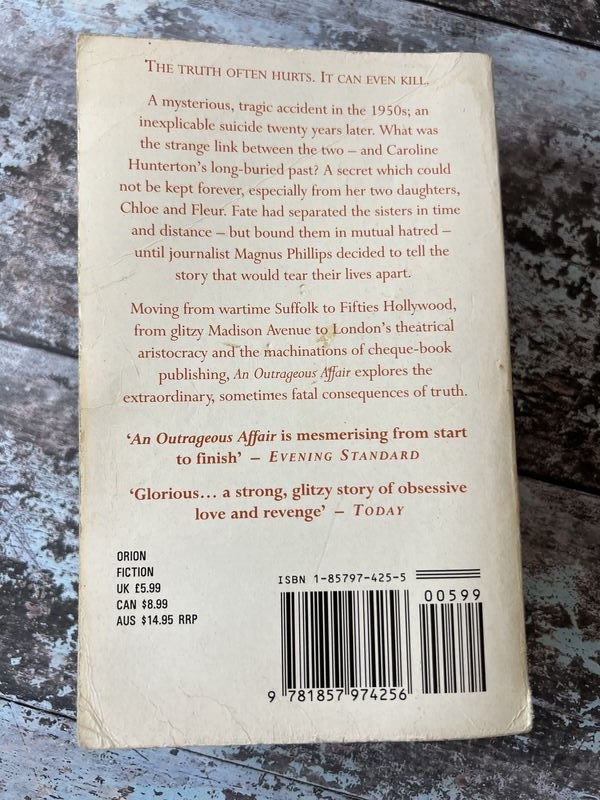 THE TRUTH OFTEN HURTS. IT CAN EVEN KILL.
A mysterious, tragic accident in the 1950s; an
inexplicable suicide twenty years later. What was
the strange link between the two – and Caroline
Hunterton's long-buried past? A secret which could
not be kept forever, especially from her two daughters,
Chloe and Fleur. Fate had separated the sisters in time
and distance – but bound them in mutual hatred –
until journalist Magnus Phillips decided to tell the
story that would tear their lives apart.
Moving from wartime Suffolk to Fifties Hollywood,
from glitzy Madison Avenue to London's theatrical
aristocracy and the machinations of cheque-book
publishing, An Outrageous Affair explores the
extraordinary, sometimes fatal consequences of truth.
'An Outrageous Affair is mesmerising from start
to finish' – EVENING STANDARD
'Glorious... a strong, glitzy story of obsessive
love and revenge' – TODAY
ORION
FICTION
UK £5.99
CAN $8.99
AUS $14.95 RRP
ISBN 1-85797-425-5
00599
9 781857 974256